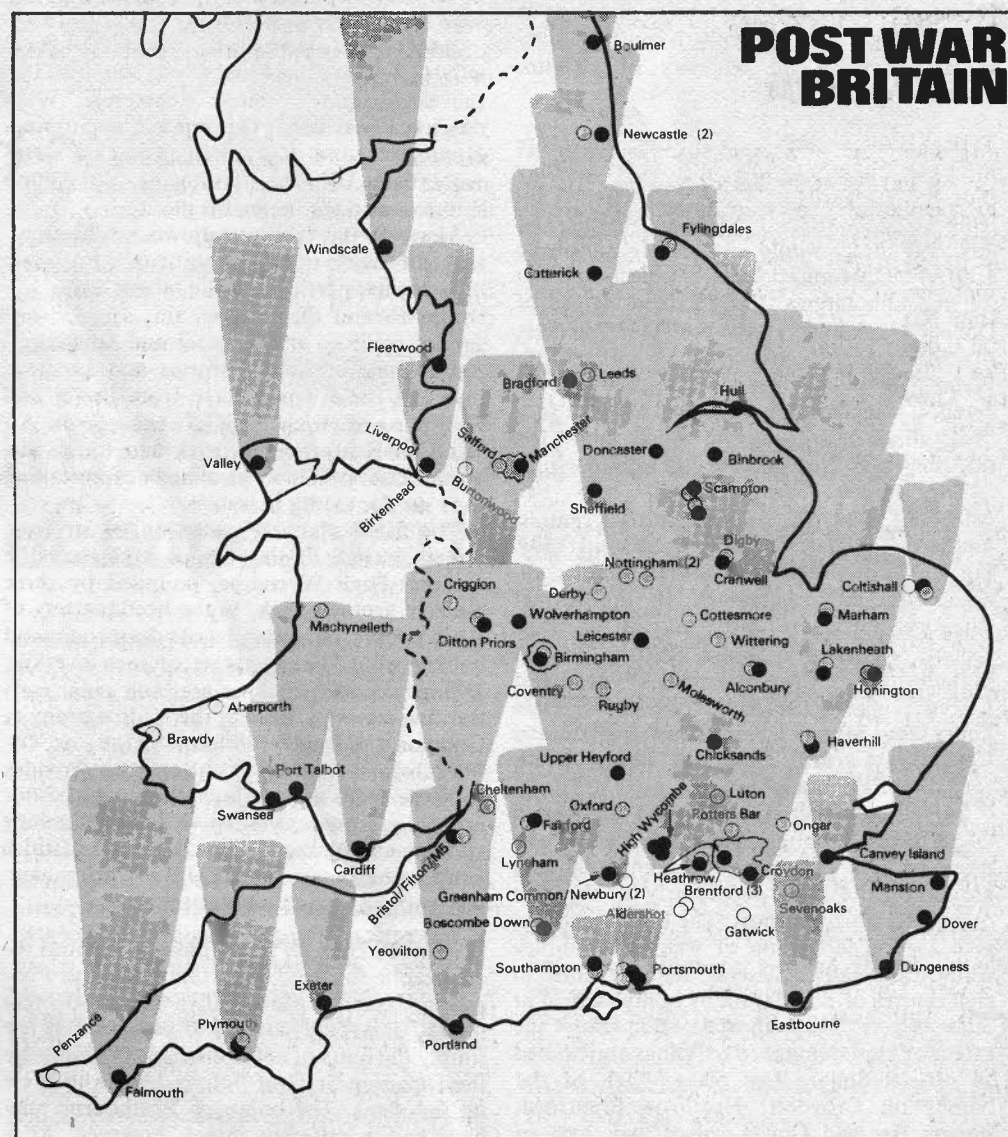 POST WAR
BRITAIN
Boulmer
Newcastle (2)
Fylingdales
Windscale
Catterick
Fleetwood
Bradford
Leeds
Hull
Liverpool
Salford
Manchester
Valley
Birkenhead
Burtonwood
Doncaster
Binbrook
Sheffield
Scampton
Digby
Nottingham (2)
Cranwell
Coltishall
Criggion
Derby
Machynelleth
Wolverhampton
Cottesmore
Marham
Ditton Priors
Leicester
Wittering
Lakenheath
Birmingham
Coventry
Rugby
Molesworth
Alconbury
Honington
Aberporth
Brawdy
Chicksands
Haverhill
Upper Heyford
Port Talbot
Cheltenham
Luton
Swansea
Oxford
High Wycombe
Potters Bar
Fairford
Ongar
Cardiff
Bristol/Filton/M5
Lyneham
Canvey Island
Heathrow
Croydon
Greenham Common/Newbury (2)
Brentford (3)
Manston
Aldershot
Sevenoaks
Boscombe Down
Gatwick
Dover
Yeovilton
Southampton
Portsmouth
Dungeness
Exeter
Plymouth
Portland
Eastbourne
Penzance
Falmouth